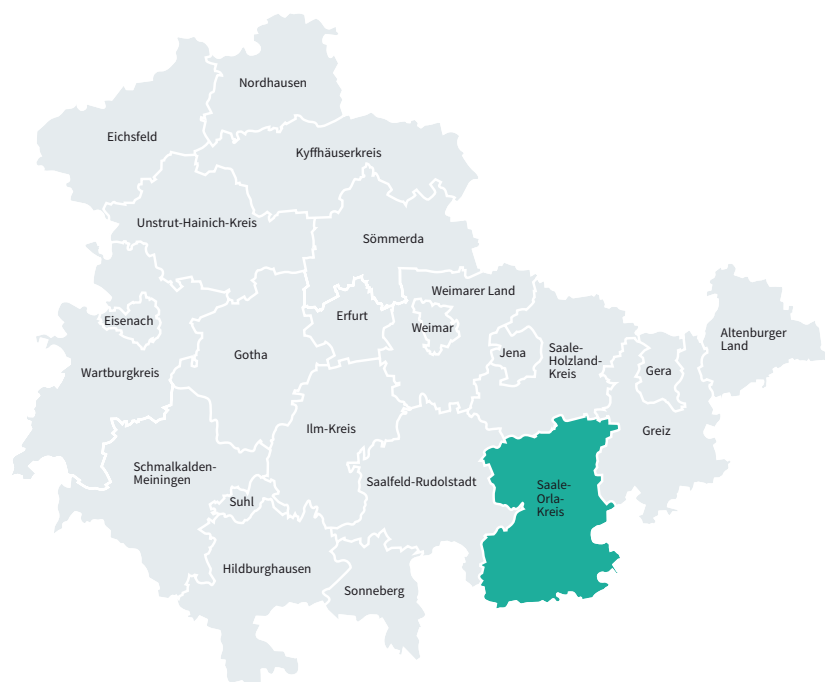 Nordhausen
Eichsfeld
Kyffhäuserkreis
Unstrut-Hainich-Kreis
Sömmerda
Weimarer Land
Eisenach
Erfurt
Weimar
Altenburger
Land
Gotha
Jena
Saale-
Holzland-
Kreis
Wartburgkreis
Gera
Ilm-Kreis
Greiz
Schmalkalden-
Meiningen
Saalfeld-Rudolstadt
Saale-
Orla-
Kreis
Suhl
Hildburghausen
Sonneberg